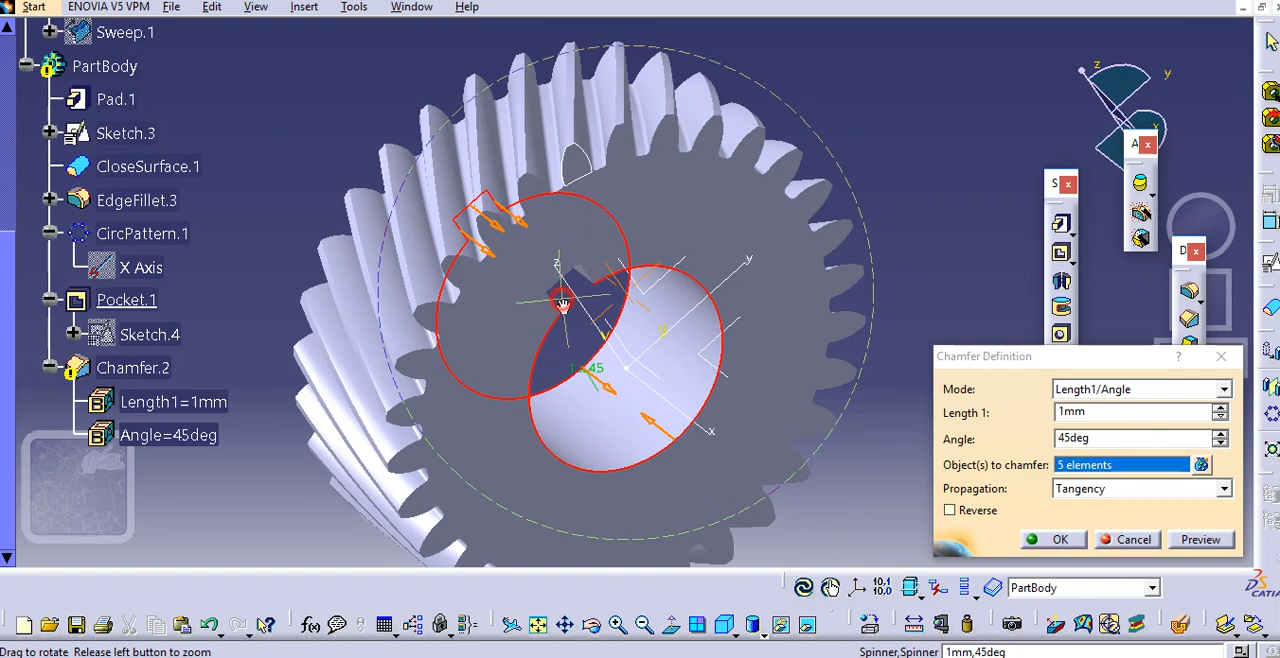 Start ENOVIA V5 VPM File Edit View Insert Tools Window Help
Sweep.1
PartBody
Pad.1
Sketch.3
CloseSurface.1
EdgeFillet.3
CircPattern.1
X Axis
Pocket.1
Sketch.4
Chamfer.2
Length1=1mm
Angle=45deg
z
y
x
z
y
A
S
D
Chamfer Definition
Mode: Length1/Angle
Length 1: 1mm
Angle: 45deg
Object(s) to chamfer: 5 elements
Propagation: Tangency
Reverse
OK Cancel Preview
PartBody
Drag to rotate Release left button to zoom
Spinner,Spinner 1mm,45deg